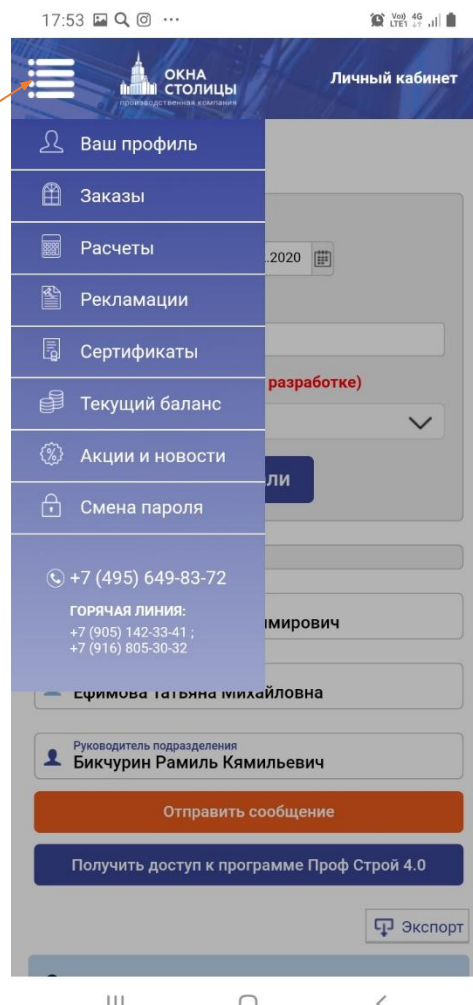 17:53
Vo)) 4G
LTE1
ОКНА
СТОЛИЦЫ
производственная компания
Личный кабинет
Ваш профиль
Заказы
Расчеты
.2020
Рекламации
Сертификаты
разработке)
Текущий баланс
Акции и новости
ли
Смена пароля
+7 (495) 649-83-72
ГОРЯЧАЯ ЛИНИЯ:
+7 (905) 142-33-41 ;
+7 (916) 805-30-32
имирович
Ефимова Татьяна Михайловна
Руководитель подразделения
Бикчурин Рамиль Кямильевич
Отправить сообщение
Получить доступ к программе Проф Строй 4.0
Экспорт